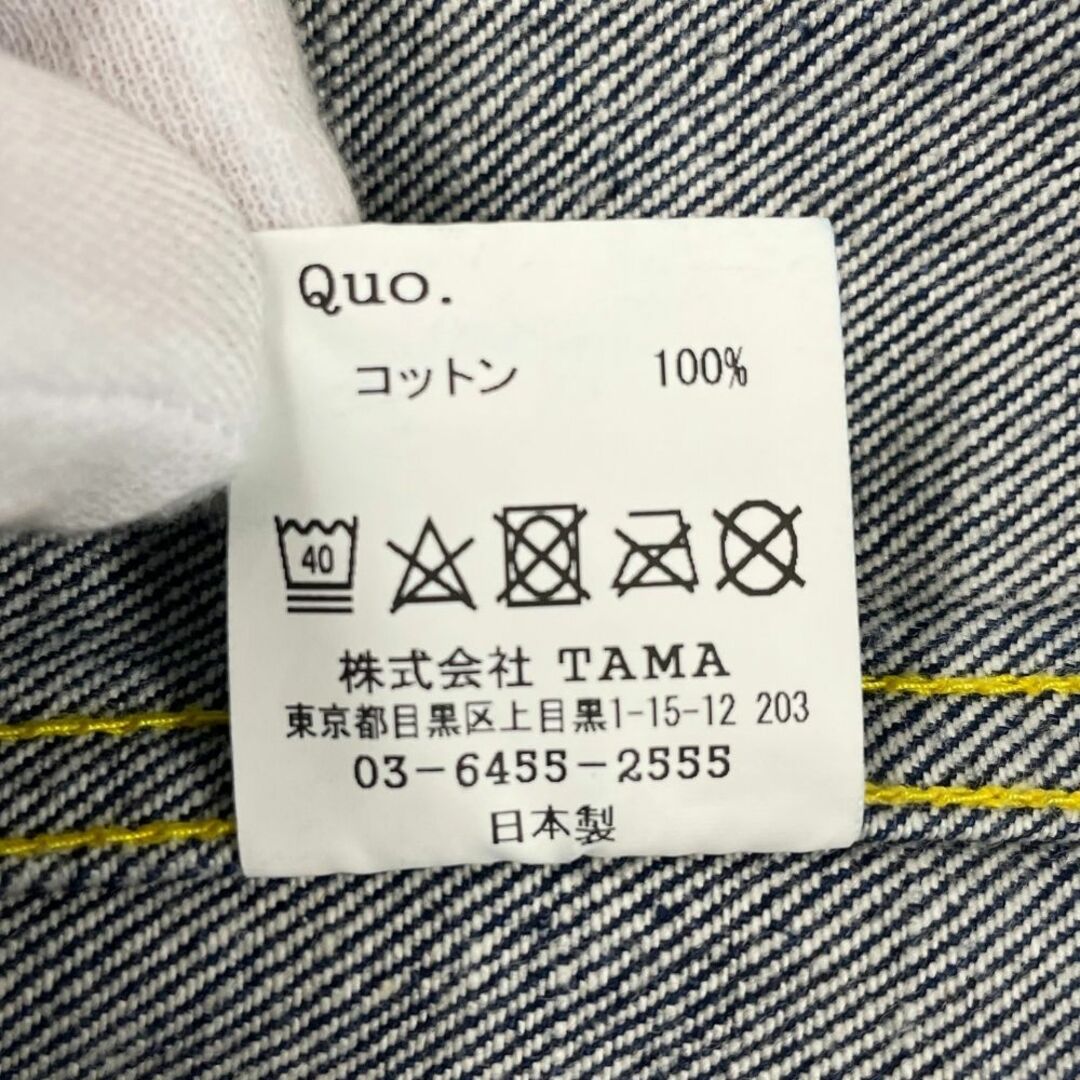 Quo.
コットン 100%
40
株式会社 TAMA
東京都目黒区上目黒1-15-12 203
03-6455-2555
日本製